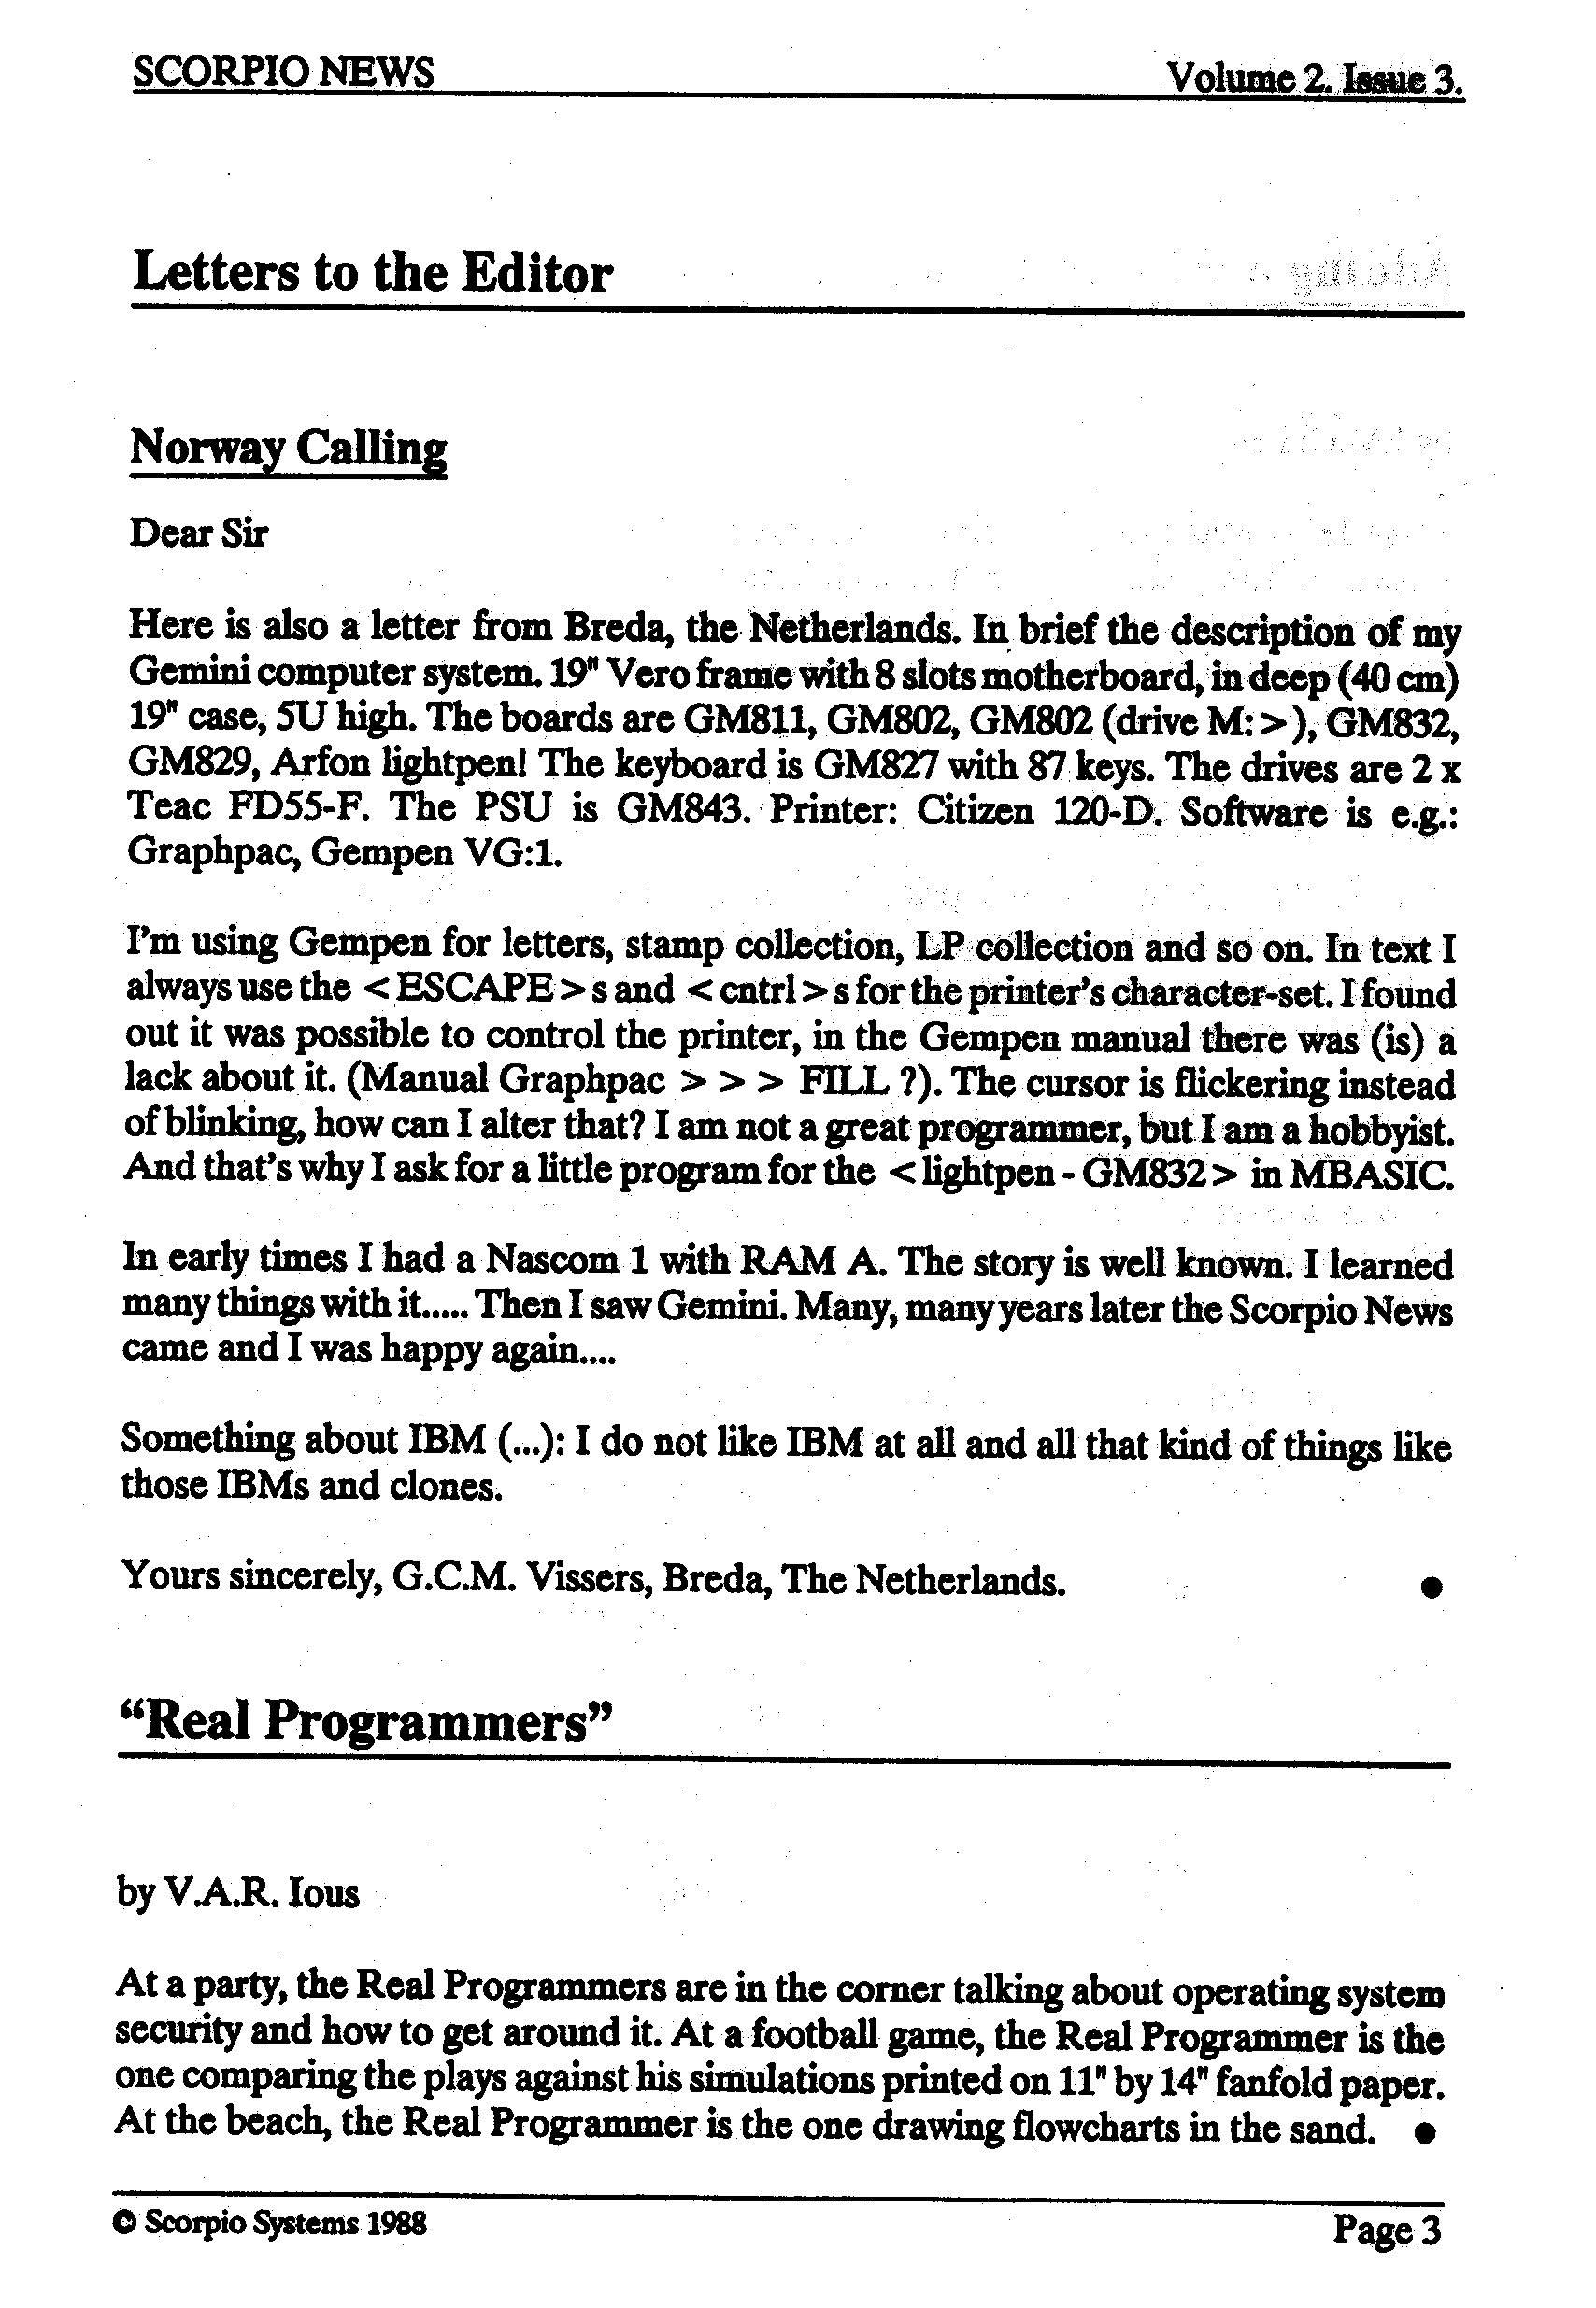 SCORPIO NEWS
Volume 2. Issue 3.
Letters to the Editor
Norway Calling
Dear Sir
Here is also a letter from Breda, the Netherlands. In brief the description of my
Gemini computer system. 19" Vero frame with 8 slots motherboard, in deep (40 cm)
19" case, 5U high. The boards are GM811, GM802, GM802 (drive M: >), GM832,
GM829, Arfon lightpen! The keyboard is GM827 with 87 keys. The drives are 2 x
Teac FD55-F. The PSU is GM843. Printer: Citizen 120-D. Software is e.g.:
Graphpac, Gempen VG:1.
I'm using Gempen for letters, stamp collection, LP collection and so on. In text I
always use the <ESCAPE>s and <cntrl>s for the printer's character-set. I found
out it was possible to control the printer, in the Gempen manual there was (is) a
lack about it. (Manual Graphpac > > > FILL ?). The cursor is flickering instead
of blinking, how can I alter that? I am not a great programmer, but I am a hobbyist.
And that's why I ask for a little program for the <lightpen - GM832> in MBASIC.
In early times I had a Nascom 1 with RAM A. The story is well known. I learned
many things with it..... Then I saw Gemini. Many, many years later the Scorpio News
came and I was happy again....
Something about IBM (...): I do not like IBM at all and all that kind of things like
those IBMs and clones.
Yours sincerely, G.C.M. Vissers, Breda, The Netherlands. ●
“Real Programmers”
by V.A.R. Ious
At a party, the Real Programmers are in the corner talking about operating system
security and how to get around it. At a football game, the Real Programmer is the
one comparing the plays against his simulations printed on 11" by 14" fanfold paper.
At the beach, the Real Programmer is the one drawing flowcharts in the sand. ●
© Scorpio Systems 1988
Page 3